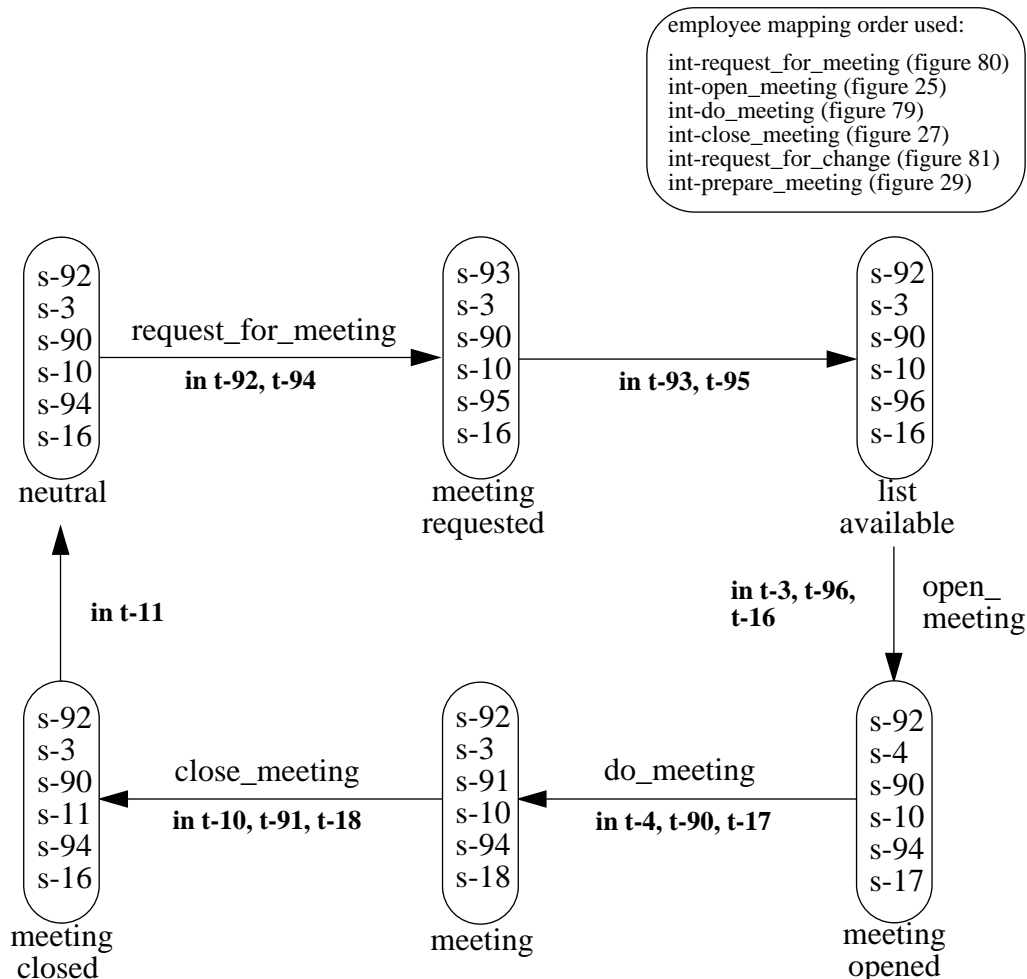 employee mapping order used:
int-request_for_meeting (figure 80)
int-open_meeting (figure 25)
int-do_meeting (figure 79)
int-close_meeting (figure 27)
int-request_for_change (figure 81)
int-prepare_meeting (figure 29)
s-92
s-3
s-90
s-10
s-94
s-16
neutral
request_for_meeting
in t-92, t-94
s-93
s-3
s-90
s-10
s-95
s-16
meeting
requested
in t-93, t-95
s-92
s-3
s-90
s-10
s-96
s-16
list
available
in t-3, t-96,
t-16
open_
meeting
s-92
s-4
s-90
s-10
s-94
s-17
meeting
opened
do_meeting
in t-4, t-90, t-17
s-92
s-3
s-91
s-10
s-94
s-18
meeting
close_meeting
in t-10, t-91, t-18
s-92
s-3
s-90
s-11
s-94
s-16
meeting
closed
in t-11